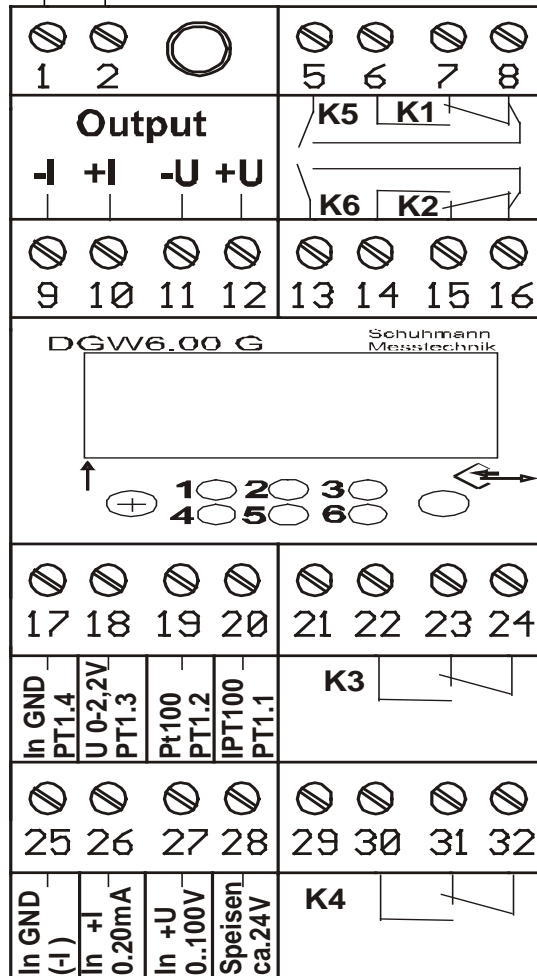 1 2 5 6 7 8
Output
-I +I -U +U
K5 K1
K6 K2
9 10 11 12 13 14 15 16
DGW6.00 G
Schuhmann
Messtechnik
1 2 3
4 5 6
17 18 19 20 21 22 23 24
In GND
PT1.4
U 0-2,2V
PT1.3
Pt100
PT1.2
IPT100
PT1.1
K3
25 26 27 28 29 30 31 32
In GND
(-I )
In +I
0.20mA
In +U
0..100V
Speisen
ca.24V
K4